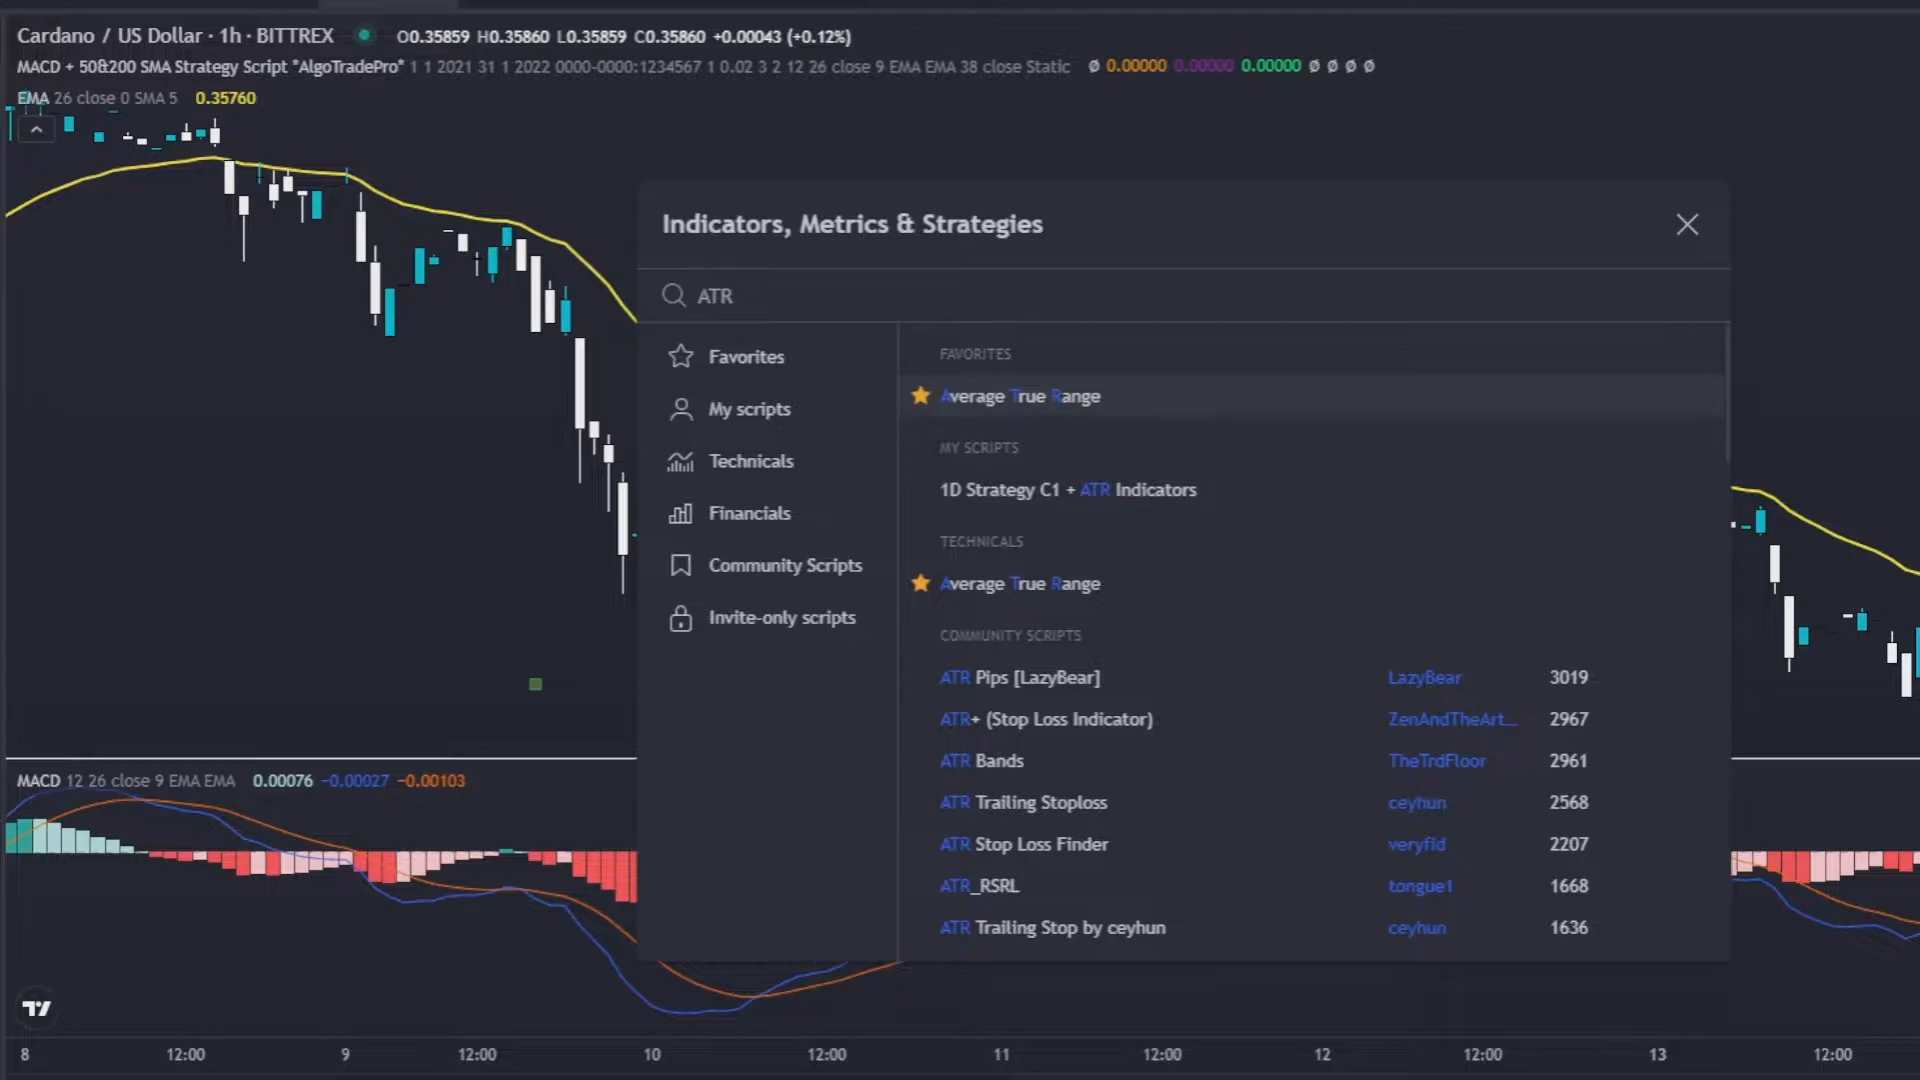 Cardano / US Dollar · 1h · BITTREX O0.35859 H0.35860 L0.35859 C0.35860 +0.00043 (+0.12%)
MACD + 50&200 SMA Strategy Script *AlgoTradePro* 1 1 2021 31 1 2022 0000-0000:1234567 1 0.02 3 2 12 26 close 9 EMA EMA 38 close Static Ø 0.00000 0.00000 0.00000 Ø Ø Ø Ø
EMA 26 close 0 SMA 5 0.35760
Indicators, Metrics & Strategies
ATR
Favorites
My scripts
Technicals
Financials
Community Scripts
Invite-only scripts
FAVORITES
Average True Range
MY SCRIPTS
1D Strategy C1 + ATR Indicators
TECHNICALS
Average True Range
COMMUNITY SCRIPTS
ATR Pips [LazyBear] LazyBear 3019
ATR+ (Stop Loss Indicator) ZenAndTheArt... 2967
ATR Bands TheTrdFloor 2961
ATR Trailing Stoploss ceyhun 2568
ATR Stop Loss Finder veryfid 2207
ATR_RSRL tongue1 1668
ATR Trailing Stop by ceyhun ceyhun 1636
MACD 12 26 close 9 EMA EMA 0.00076 −0.00027 −0.00103
8 12:00 9 12:00 10 12:00 11 12:00 12 12:00 13 12:00